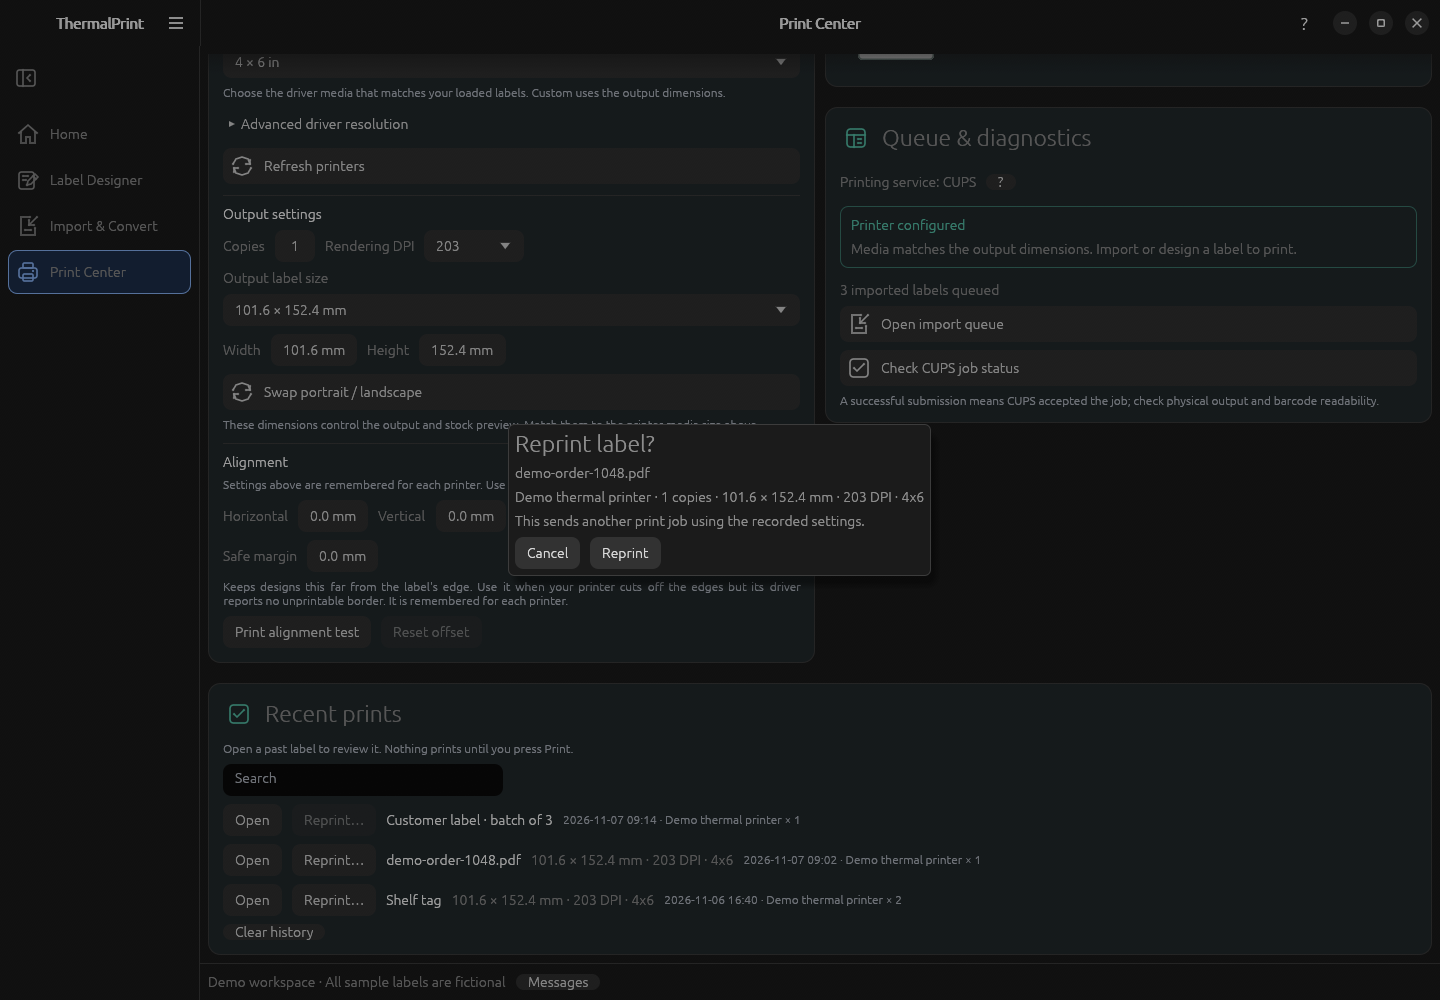 ThermalPrint
Print Center
?
Home
Label Designer
Import & Convert
Print Center
4 × 6 in
Choose the driver media that matches your loaded labels. Custom uses the output dimensions.
Advanced driver resolution
Refresh printers
Output settings
Copies 1 Rendering DPI 203
Output label size
101.6 × 152.4 mm
Width 101.6 mm Height 152.4 mm
Swap portrait / landscape
These dimensions control the output and stock preview. Match them to the printer media size above.
Alignment
Settings above are remembered for each printer. Use
Horizontal 0.0 mm Vertical 0.0 mm
Safe margin 0.0 mm
Keeps designs this far from the label's edge. Use it when your printer cuts off the edges but its driver
reports no unprintable border. It is remembered for each printer.
Print alignment test Reset offset
Queue & diagnostics
Printing service: CUPS ?
Printer configured
Media matches the output dimensions. Import or design a label to print.
3 imported labels queued
Open import queue
Check CUPS job status
A successful submission means CUPS accepted the job; check physical output and barcode readability.
Reprint label?
demo-order-1048.pdf
Demo thermal printer · 1 copies · 101.6 × 152.4 mm · 203 DPI · 4x6
This sends another print job using the recorded settings.
Cancel Reprint
Recent prints
Open a past label to review it. Nothing prints until you press Print.
Search
Open Reprint... Customer label · batch of 3 2026-11-07 09:14 · Demo thermal printer × 1
Open Reprint... demo-order-1048.pdf 101.6 × 152.4 mm · 203 DPI · 4x6 2026-11-07 09:02 · Demo thermal printer × 1
Open Reprint... Shelf tag 101.6 × 152.4 mm · 203 DPI · 4x6 2026-11-06 16:40 · Demo thermal printer × 2
Clear history
Demo workspace · All sample labels are fictional Messages